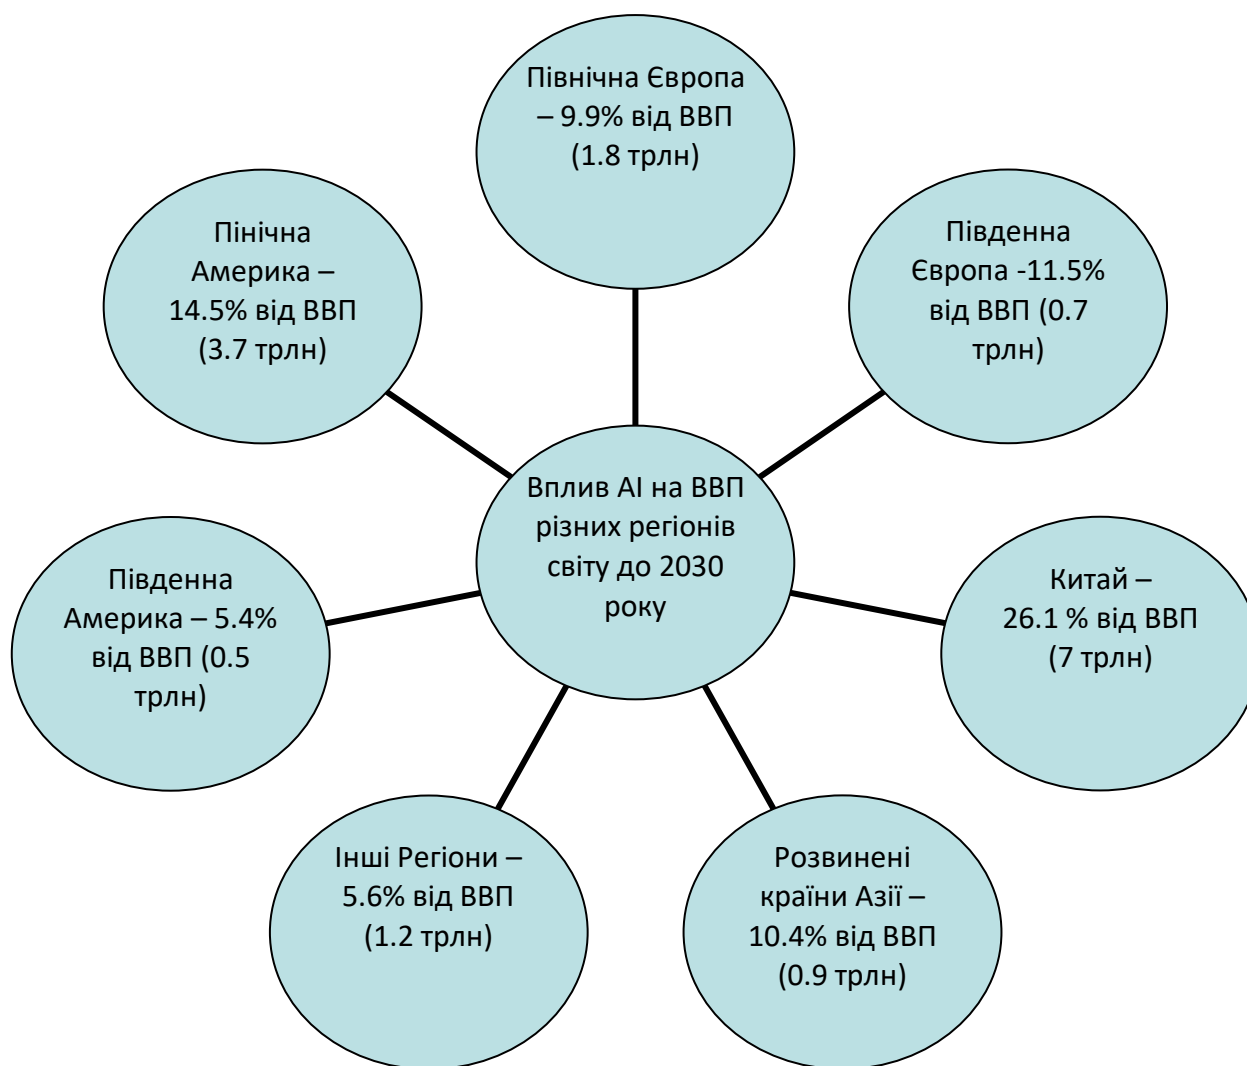 Північна Європа
– 9.9% від ВВП
(1.8 трлн)
Південна
Європа -11.5%
від ВВП (0.7
трлн)
Китай –
26.1 % від ВВП
(7 трлн)
Розвинені
країни Азії –
10.4% від ВВП
(0.9 трлн)
Інші Регіони –
5.6% від ВВП
(1.2 трлн)
Південна
Америка – 5.4%
від ВВП (0.5
трлн)
Пінічна
Америка –
14.5% від ВВП
(3.7 трлн)
Вплив АІ на ВВП
різних регіонів
світу до 2030
року